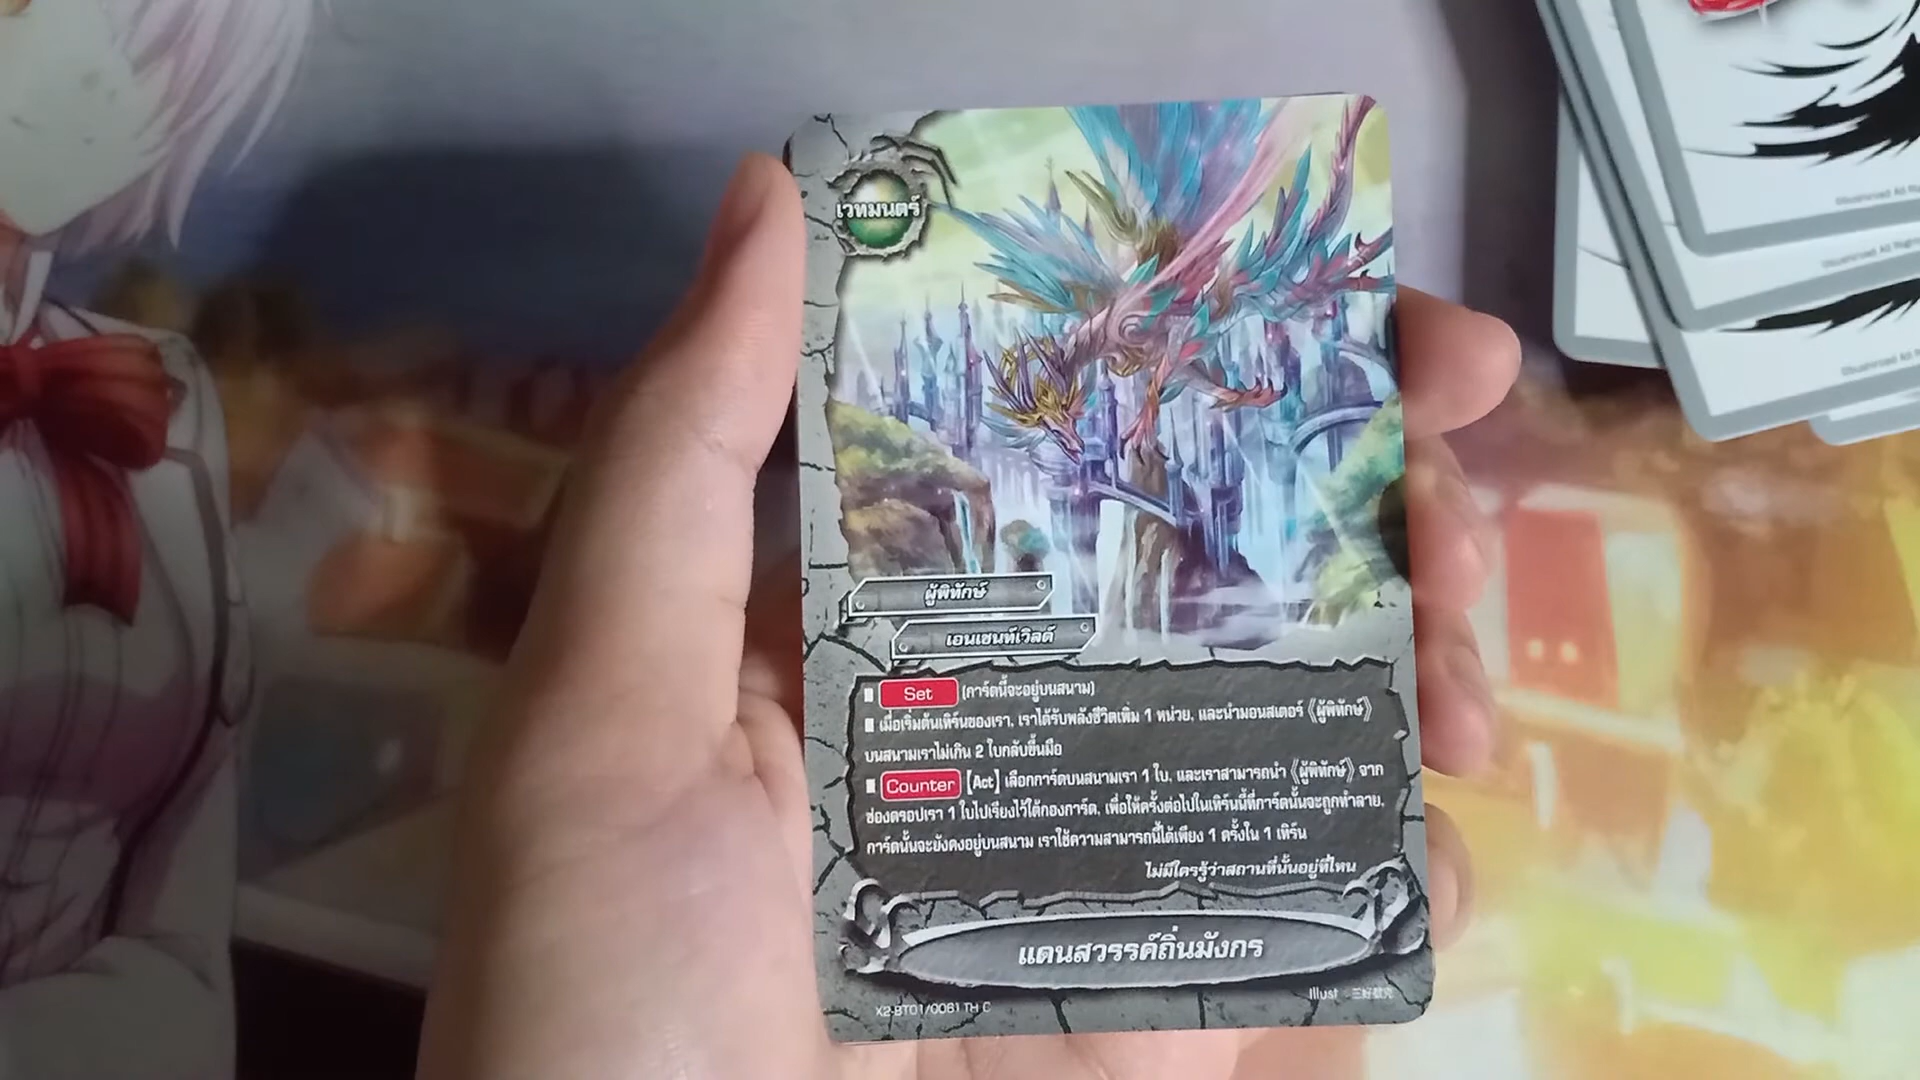 เวทมนตร์
ผู้พิทักษ์
เอนเชนท์เวิลด์
Set (การ์ดนี้จะอยู่บนสนาม)
เมื่อเริ่มต้นเทิร์นของเรา, เราได้รับพลังชีวิตเพิ่ม 1 หน่วย, และนำมอนสเตอร์《ผู้พิทักษ์》
บนสนามเราไม่เกิน 2 ใบกลับขึ้นมือ
Counter 【Act】 เลือกการ์ดบนสนามเรา 1 ใบ, และเราสามารถนำ 《ผู้พิทักษ์》 จาก
ช่องดรอปเรา 1 ใบไปเรียงไว้ใต้กองการ์ด, เพื่อให้ครั้งต่อไปในเทิร์นนี้ที่การ์ดนั้นจะถูกทำลาย,
การ์ดนั้นจะยังคงอยู่บนสนาม เราใช้ความสามารถนี้ได้เพียง 1 ครั้งใน 1 เทิร์น
ไม่มีใครรู้ว่าสถานที่นั้นอยู่ที่ไหน
แดนสวรรค์ถิ่นมังกร
Illust
X2-BT01/0061 TH C